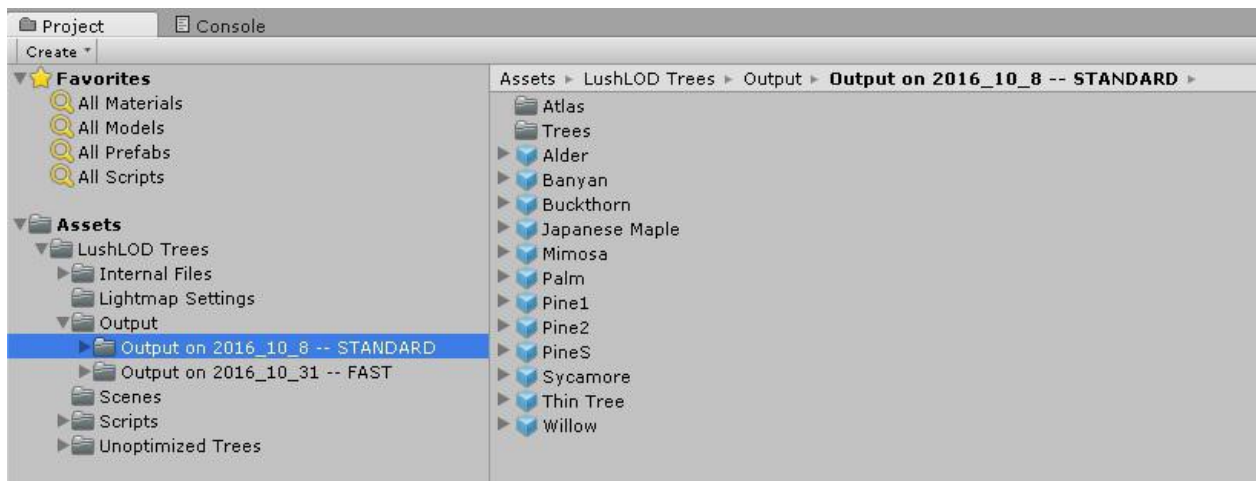 Project
Console
Create
Favorites
All Materials
All Models
All Prefabs
All Scripts
Assets
LushLOD Trees
Internal Files
Lightmap Settings
Output
Output on 2016_10_8 -- STANDARD
Output on 2016_10_31 -- FAST
Scenes
Scripts
Unoptimized Trees
Assets LushLOD Trees Output Output on 2016_10_8 -- STANDARD
Atlas
Trees
Alder
Banyan
Buckthorn
Japanese Maple
Mimosa
Palm
Pine1
Pine2
PineS
Sycamore
Thin Tree
Willow